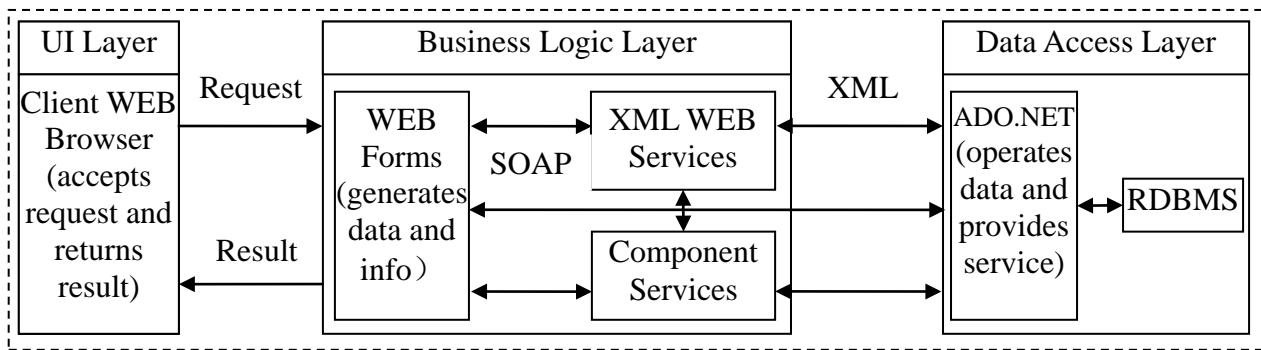 UI Layer
Client WEB
Browser
(accepts
request and
returns
result)
Request
Result
Business Logic Layer
WEB
Forms
(generates
data and
info）
SOAP
XML WEB
Services
Component
Services
XML
Data Access Layer
ADO.NET
(operates
data and
provides
service)
RDBMS